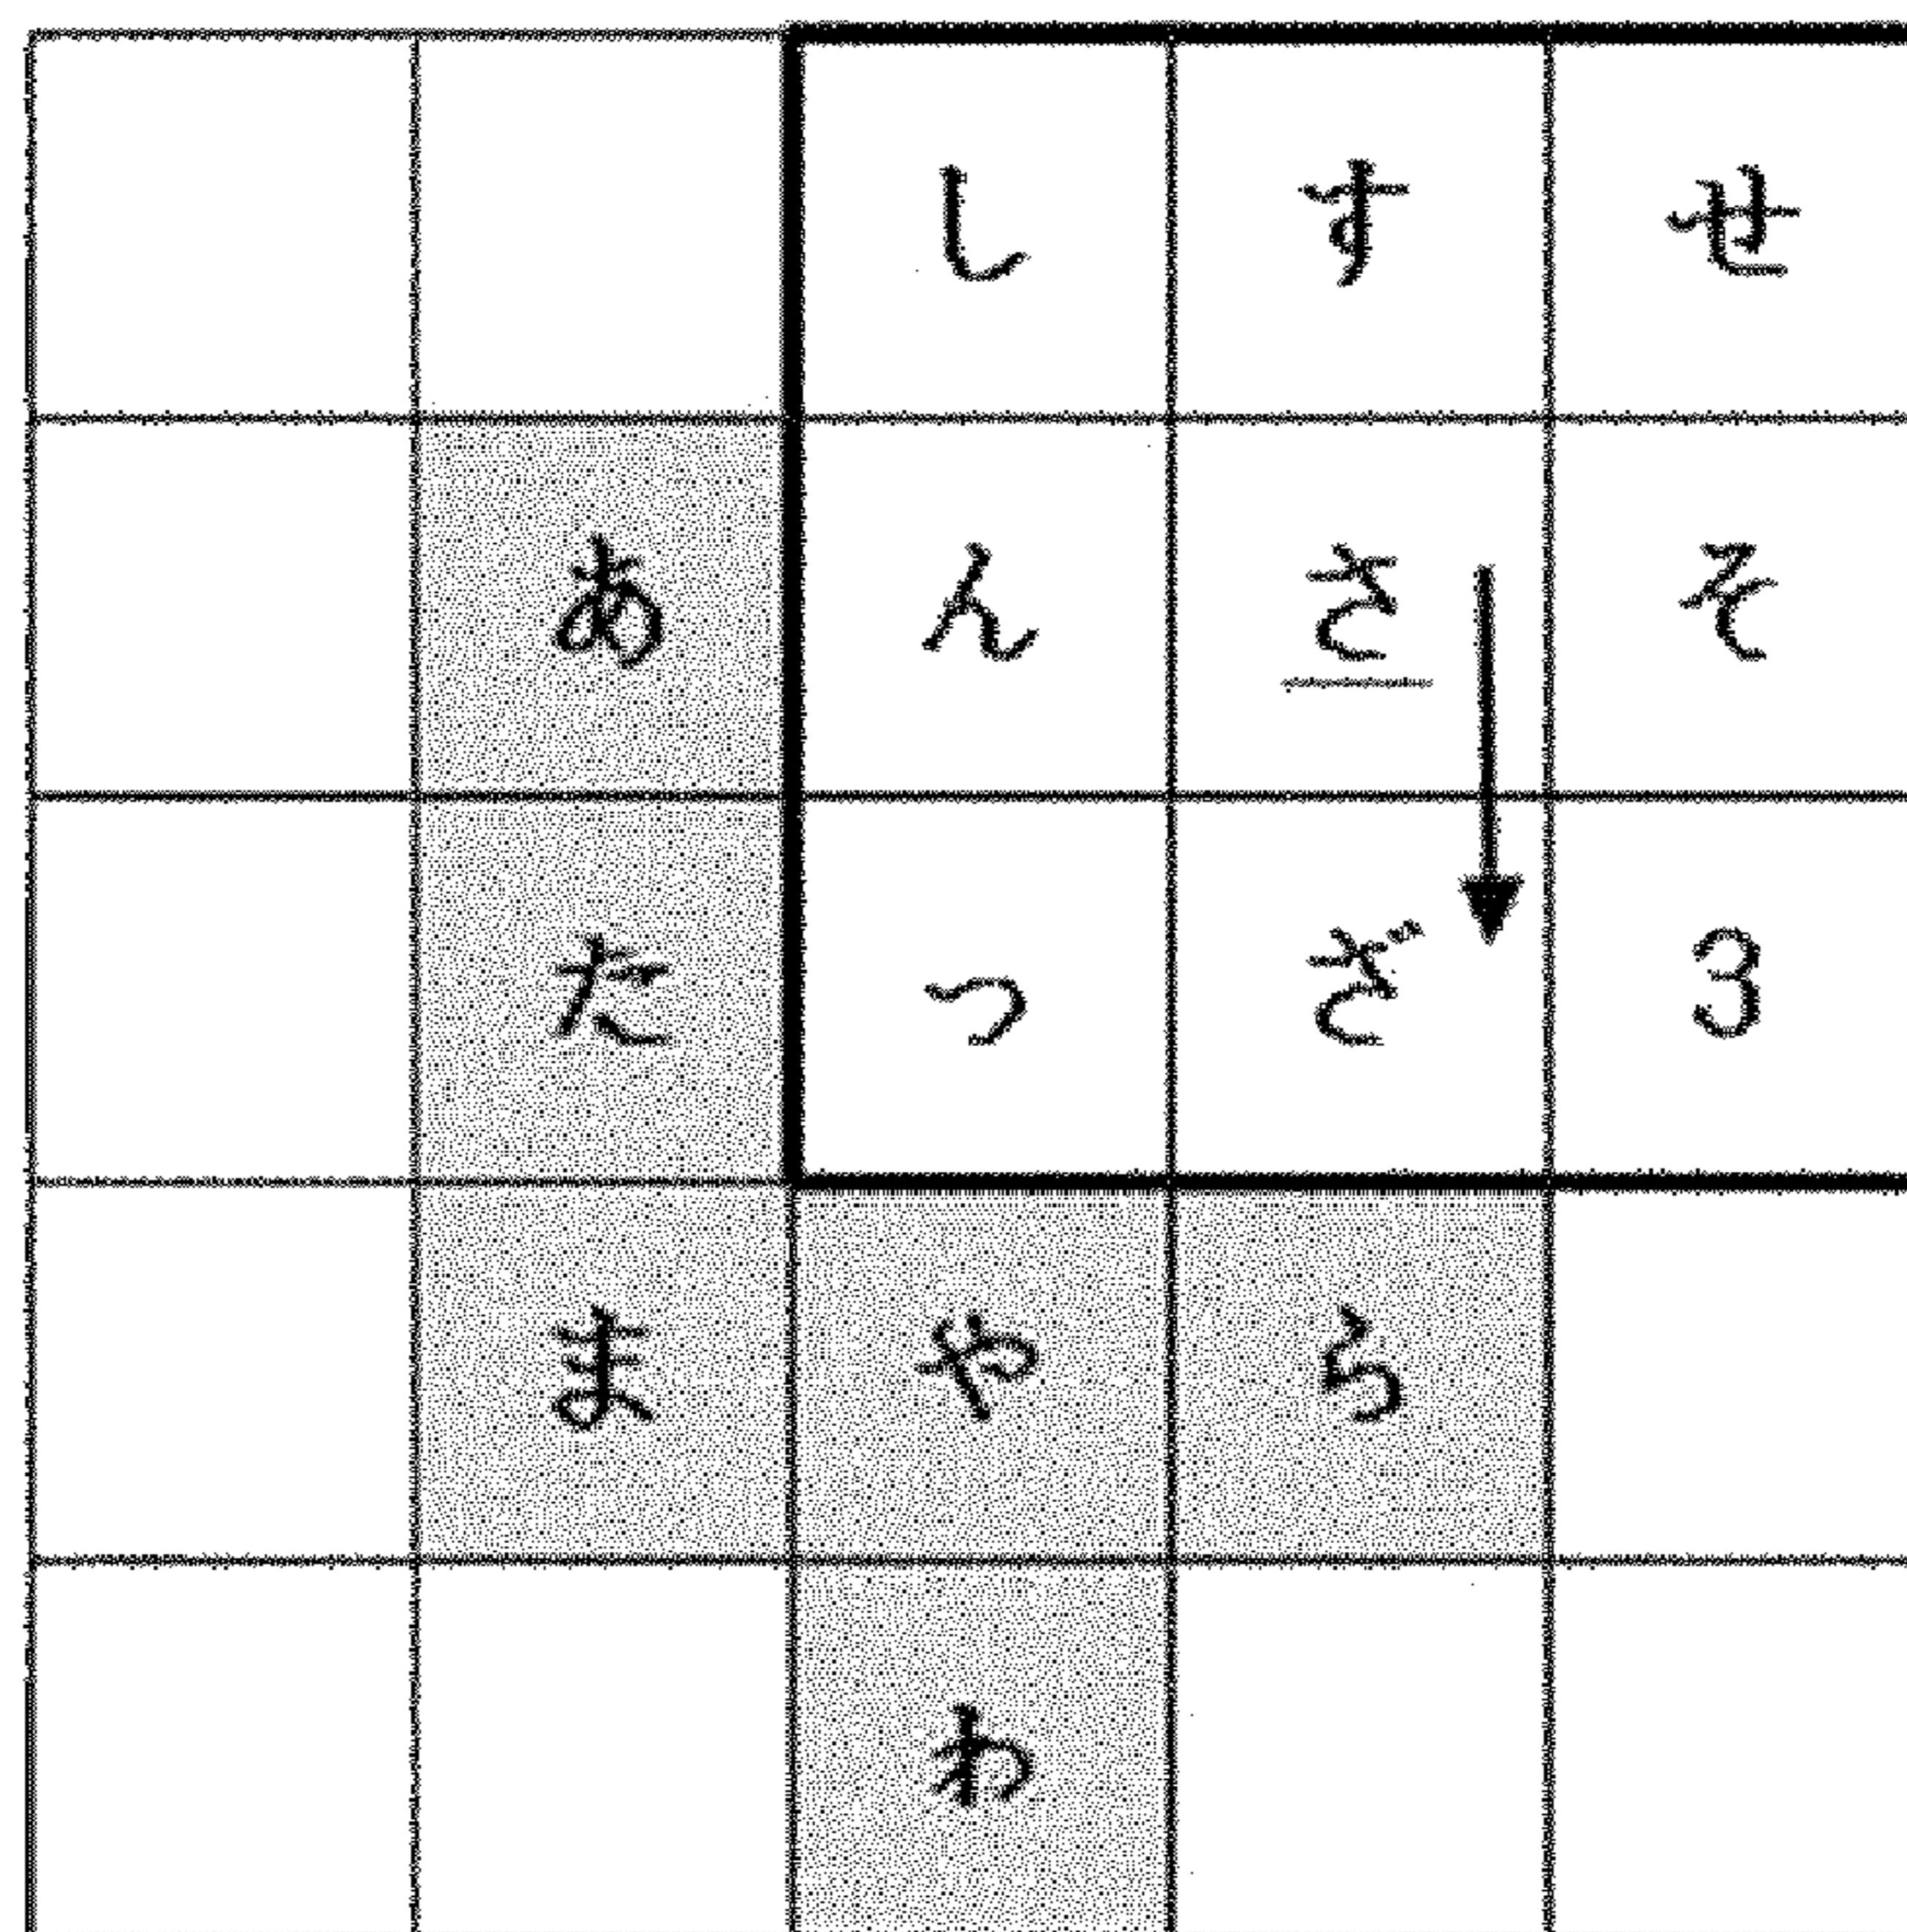 しすせ
あんさそ
たっざ3
まやら
わ